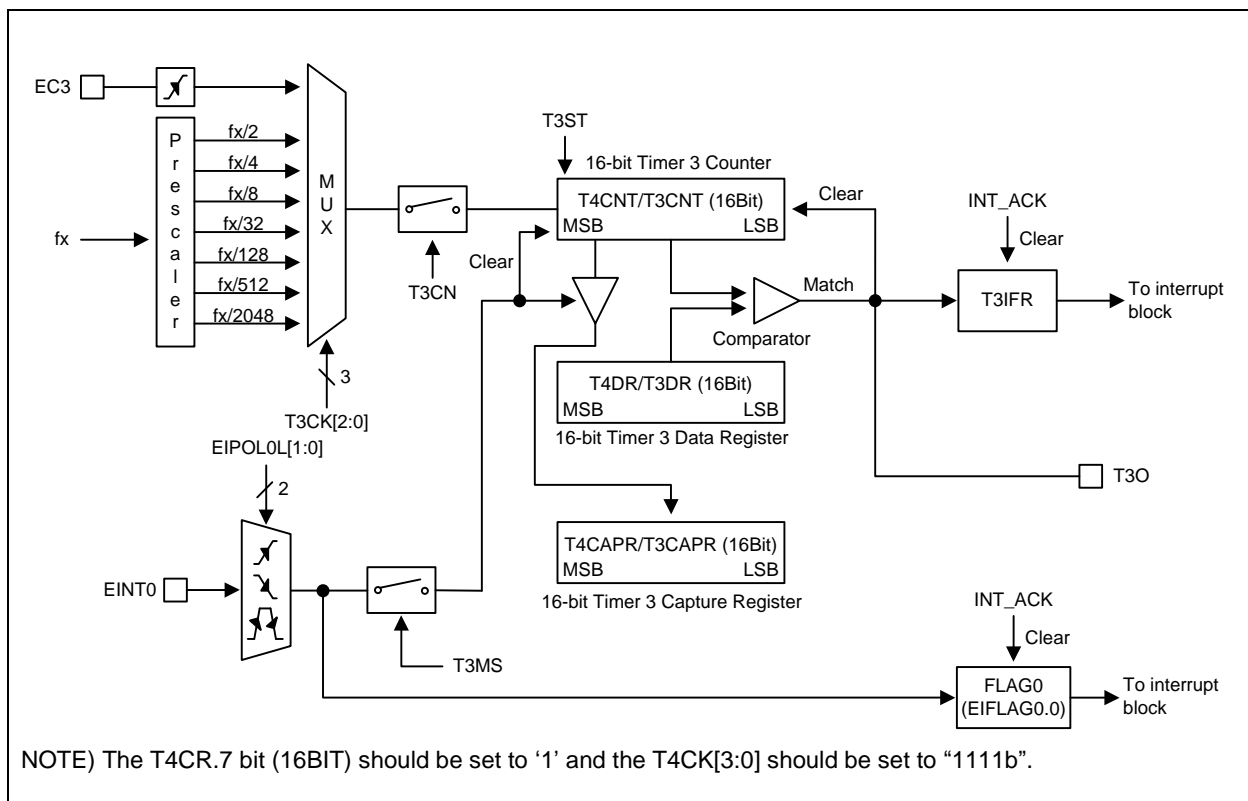 EC3
P
r
e
s
c
a
l
e
r
fx/2
fx/4
fx/8
fx/32
fx/128
fx/512
fx/2048
fx
M
U
X
3
T3CK[2:0]
T3CN
T3ST
16-bit Timer 3 Counter
T4CNT/T3CNT (16Bit)
MSB LSB
Clear
Clear
Match
Comparator
T4DR/T3DR (16Bit)
MSB LSB
16-bit Timer 3 Data Register
INT_ACK
Clear
T3IFR
To interrupt
block
T3O
EIPOL0L[1:0]
2
EINT0
T3MS
T4CAPR/T3CAPR (16Bit)
MSB LSB
16-bit Timer 3 Capture Register
INT_ACK
Clear
FLAG0
(EIFLAG0.0)
To interrupt
block
NOTE) The T4CR.7 bit (16BIT) should be set to ‘1’ and the T4CK[3:0] should be set to “1111b”.